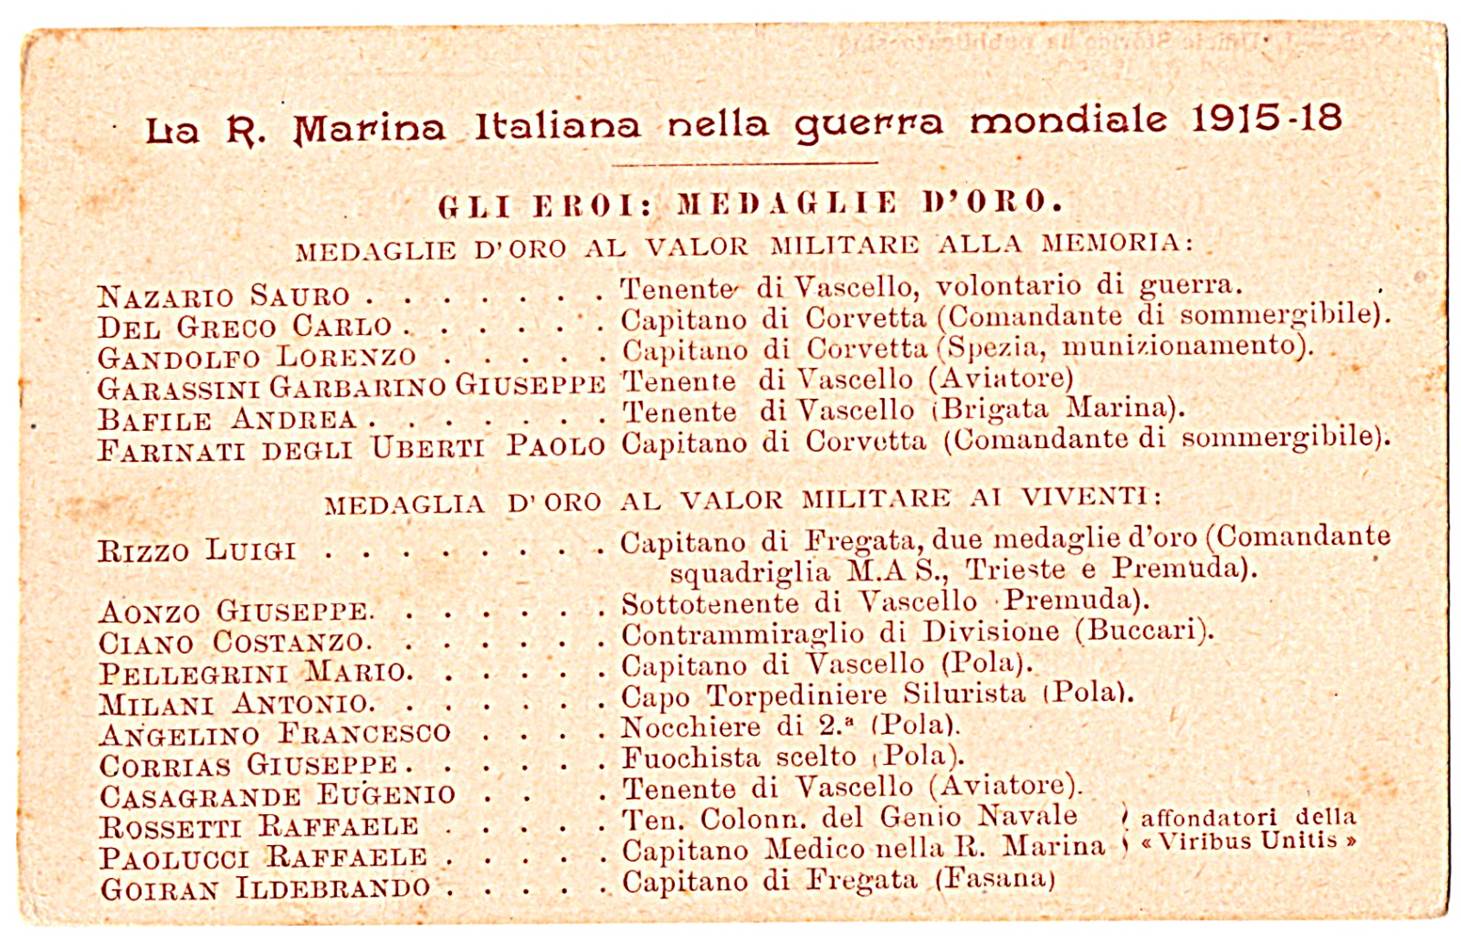 La R. Marina Italiana nella guerra mondiale 1915-18
GLI EROI: MEDAGLIE D'ORO.
MEDAGLIE D'ORO AL VALOR MILITARE ALLA MEMORIA:
NAZARIO SAURO . . . . . . . Tenente di Vascello, volontario di guerra.
DEL GRECO CARLO . . . . . . Capitano di Corvetta (Comandante di sommergibile).
GANDOLFO LORENZO . . . . . Capitano di Corvetta (Spezia, munizionamento).
GARASSINI GARBARINO GIUSEPPE Tenente di Vascello (Aviatore)
BAFILE ANDREA . . . . . . . Tenente di Vascello (Brigata Marina).
FARINATI DEGLI UBERTI PAOLO Capitano di Corvetta (Comandante di sommergibile).
MEDAGLIA D'ORO AL VALOR MILITARE AI VIVENTI:
RIZZO LUIGI . . . . . . . . Capitano di Fregata, due medaglie d'oro (Comandante
squadriglia M.A S., Trieste e Premuda).
AONZO GIUSEPPE. . . . . . . Sottotenente di Vascello Premuda).
CIANO COSTANZO. . . . . . . Contrammiraglio di Divisione (Buccari).
PELLEGRINI MARIO. . . . . . Capitano di Vascello (Pola).
MILANI ANTONIO. . . . . . . Capo Torpediniere Silurista (Pola).
ANGELINO FRANCESCO . . . . Nocchiere di 2.ª (Pola).
CORRIAS GIUSEPPE . . . . . . Fuochista scelto (Pola).
CASAGRANDE EUGENIO . . . Tenente di Vascello (Aviatore).
ROSSETTI RAFFAELE . . . . . Ten. Colonn. del Genio Navale } affondatori della
PAOLUCCI RAFFAELE . . . . . Capitano Medico nella R. Marina } « Viribus Unitis »
GOIRAN ILDEBRANDO . . . . . Capitano di Fregata (Fasana)